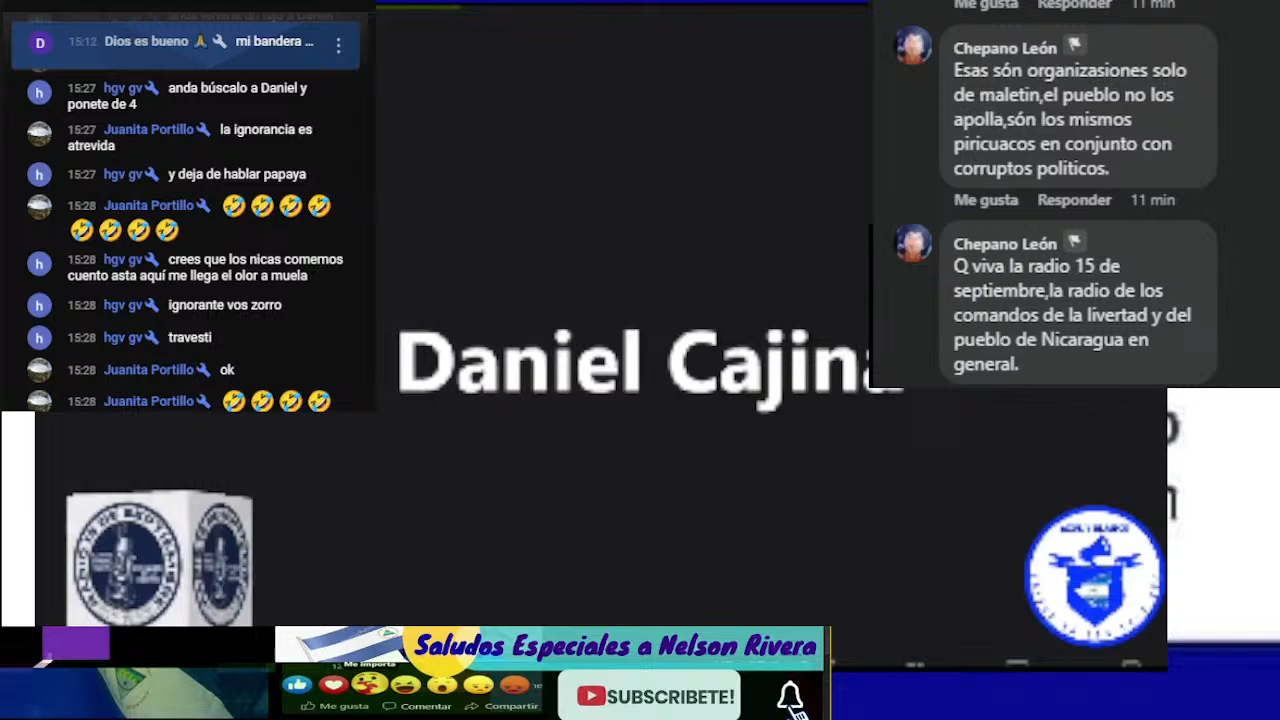 15:12 Dios es bueno 🙏 mi bandera ...
D
15:27 hgv gv anda búscalo a Daniel y
ponete de 4
h
15:27 Juanita Portillo la ignorancia es
atrevida
15:27 hgv gv y deja de hablar papaya
h
15:28 Juanita Portillo 🤣🤣🤣🤣
🤣🤣🤣🤣
15:28 hgv gv crees que los nicas comemos
cuento asta aquí me llega el olor a muela
h
15:28 hgv gv ignorante vos zorro
h
15:28 hgv gv travesti
h
15:28 Juanita Portillo ok
15:28 Juanita Portillo 🤣🤣🤣🤣
Me gusta Responder 11 min
Chepano León
Esas són organizasiones solo
de maletin,el pueblo no los
apolla,són los mismos
piricuacos en conjunto con
corruptos politicos.
Me gusta Responder 11 min
Chepano León
Q viva la radio 15 de
septiembre,la radio de los
comandos de la livertad y del
pueblo de Nicaragua en
general.
Daniel Cajina
Saludos Especiales a Nelson Rivera
Me importa
Me gusta Comentar Compartir
SUBSCRIBETE!